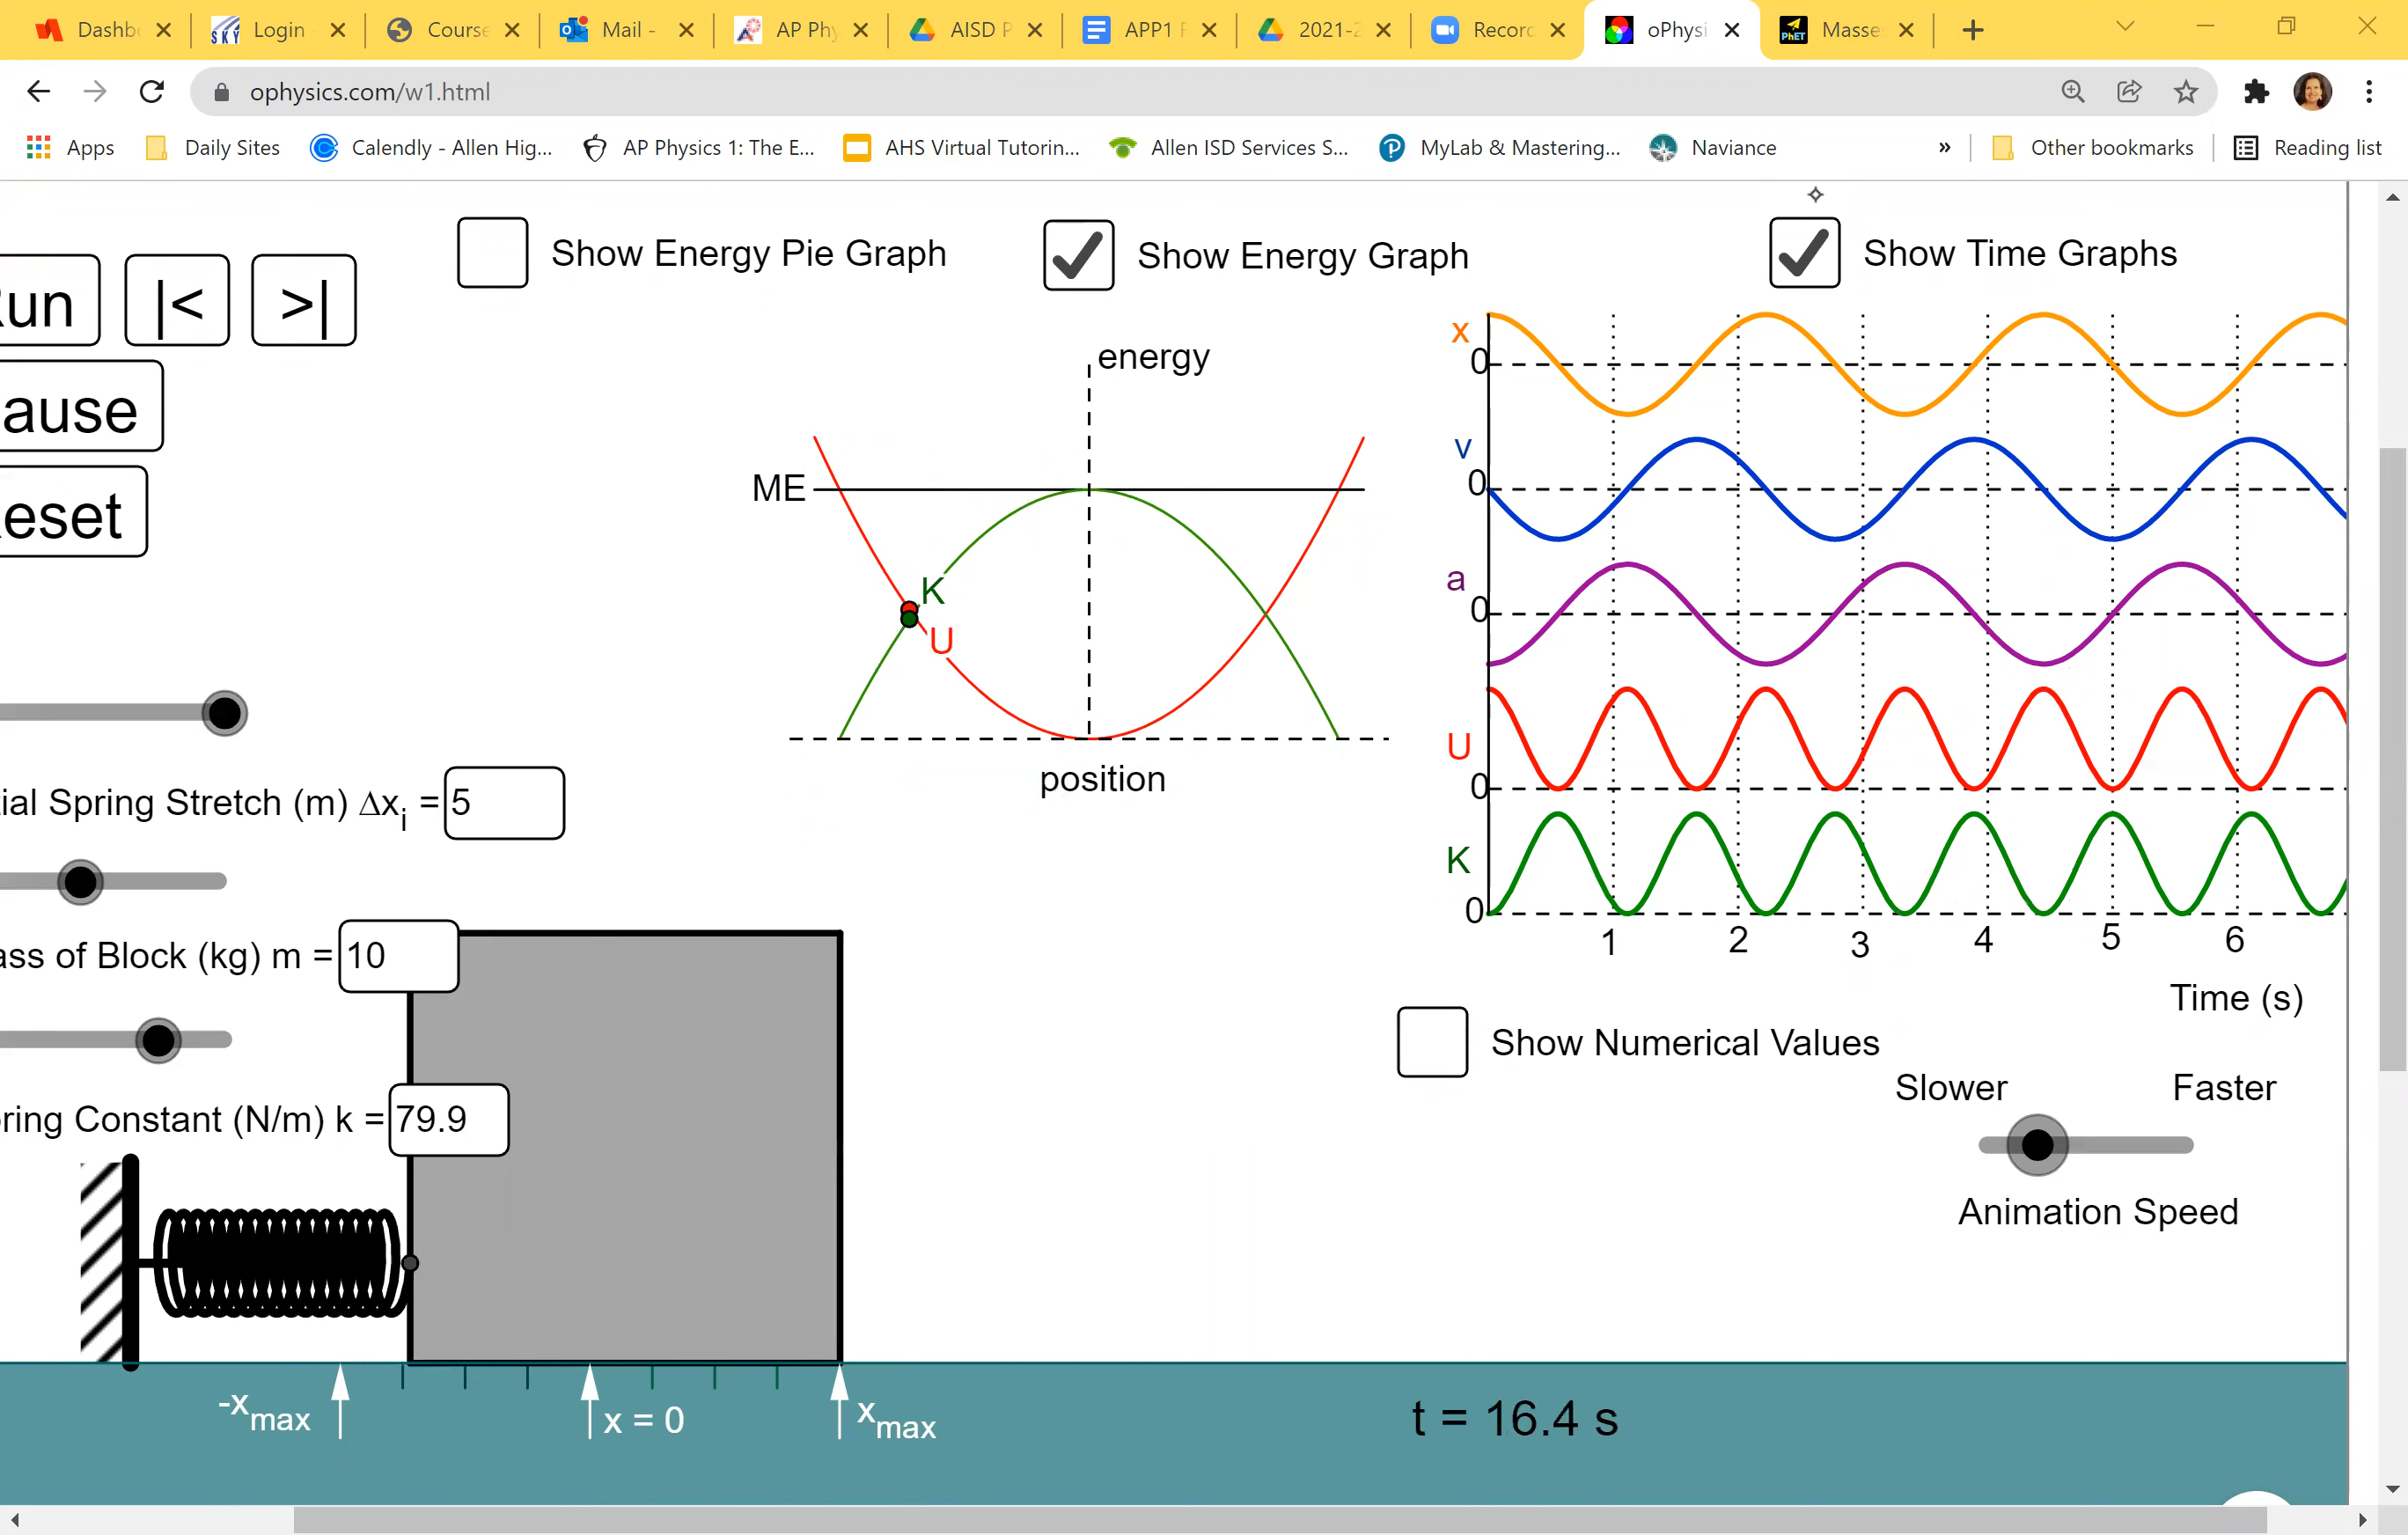 Dashb
Login
Course
Mail -
AP Phy
AISD P
APP1 F
2021-2
Record
oPhysi
Masse
ophysics.com/w1.html
Apps
Daily Sites
Calendly - Allen Hig...
AP Physics 1: The E...
AHS Virtual Tutorin...
Allen ISD Services S...
MyLab & Mastering...
Naviance
»
Other bookmarks
Reading list
Show Energy Pie Graph
Show Energy Graph
Show Time Graphs
un
|<
>|
ause
eset
energy
ME
K
U
position
x
0
v
0
a
0
U
0
K
0
1
2
3
4
5
6
Time (s)
tial Spring Stretch (m) Δxi = 5
ass of Block (kg) m = 10
pring Constant (N/m) k = 79.9
Show Numerical Values
Slower
Faster
Animation Speed
-xmax
x = 0
xmax
t = 16.4 s